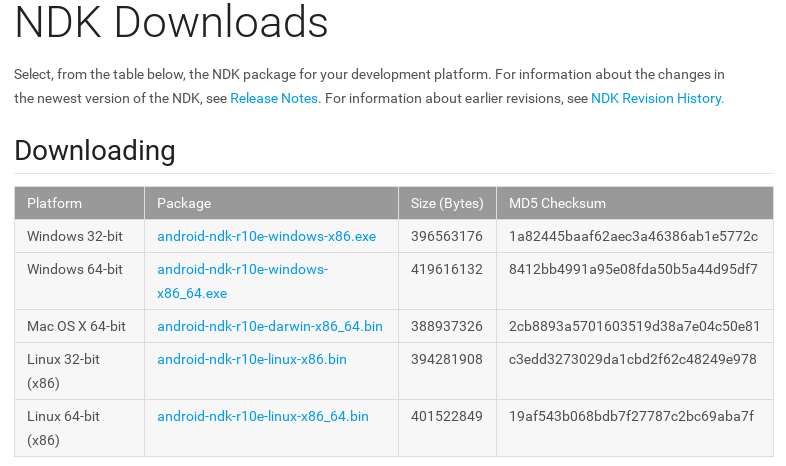 NDK Downloads
Select, from the table below, the NDK package for your development platform. For information about the changes in
the newest version of the NDK, see Release Notes. For information about earlier revisions, see NDK Revision History.
Downloading
Platform Package Size (Bytes) MD5 Checksum
Windows 32-bit android-ndk-r10e-windows-x86.exe 396563176 1a82445baaf62aec3a46386ab1e5772c
Windows 64-bit android-ndk-r10e-windows- 419616132 8412bb4991a95e08fda50b5a44d95df7
x86_64.exe
Mac OS X 64-bit android-ndk-r10e-darwin-x86_64.bin 388937326 2cb8893a5701603519d38a7e04c50e81
Linux 32-bit android-ndk-r10e-linux-x86.bin 394281908 c3edd3273029da1cbd2f62c48249e978
(x86)
Linux 64-bit android-ndk-r10e-linux-x86_64.bin 401522849 19af543b068bdb7f27787c2bc69aba7f
(x86)